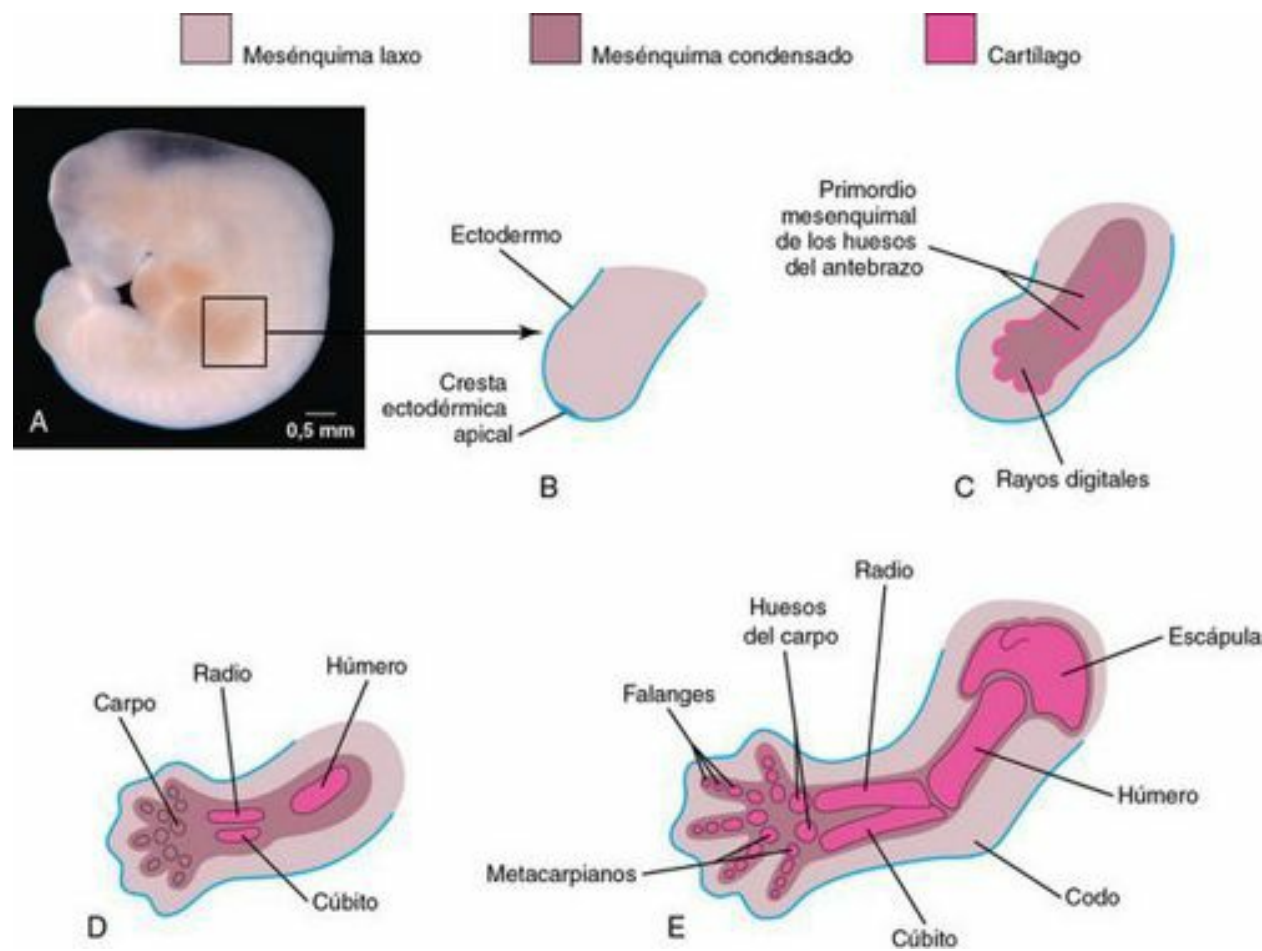 Mesénquima laxo
Mesénquima condensado
Cartílago
A
0,5 mm
Ectodermo
Cresta
ectodérmica
apical
B
Primordio
mesenquimal
de los huesos
del antebrazo
C
Rayos digitales
Carpo
Radio
Húmero
Cúbito
D
Falanges
Huesos
del carpo
Radio
Escápula
Húmero
Codo
Metacarpianos
Cúbito
E